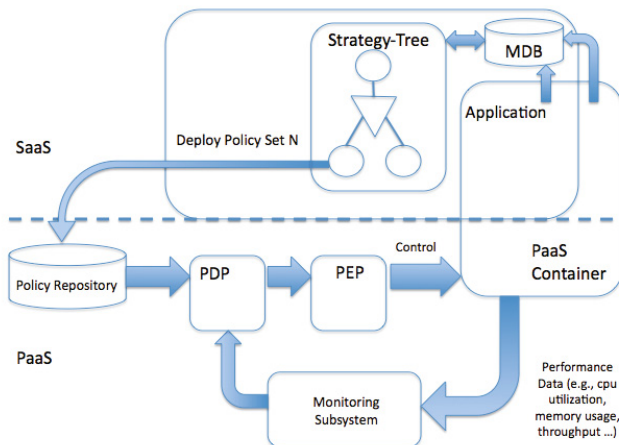 Strategy-Tree
MDB
Application
Deploy Policy Set N
SaaS
Control
PaaS
Container
PDP
PEP
Policy Repository
PaaS
Monitoring
Subsystem
Performance
Data (e.g., cpu
utilization,
memory usage,
throughput ...)